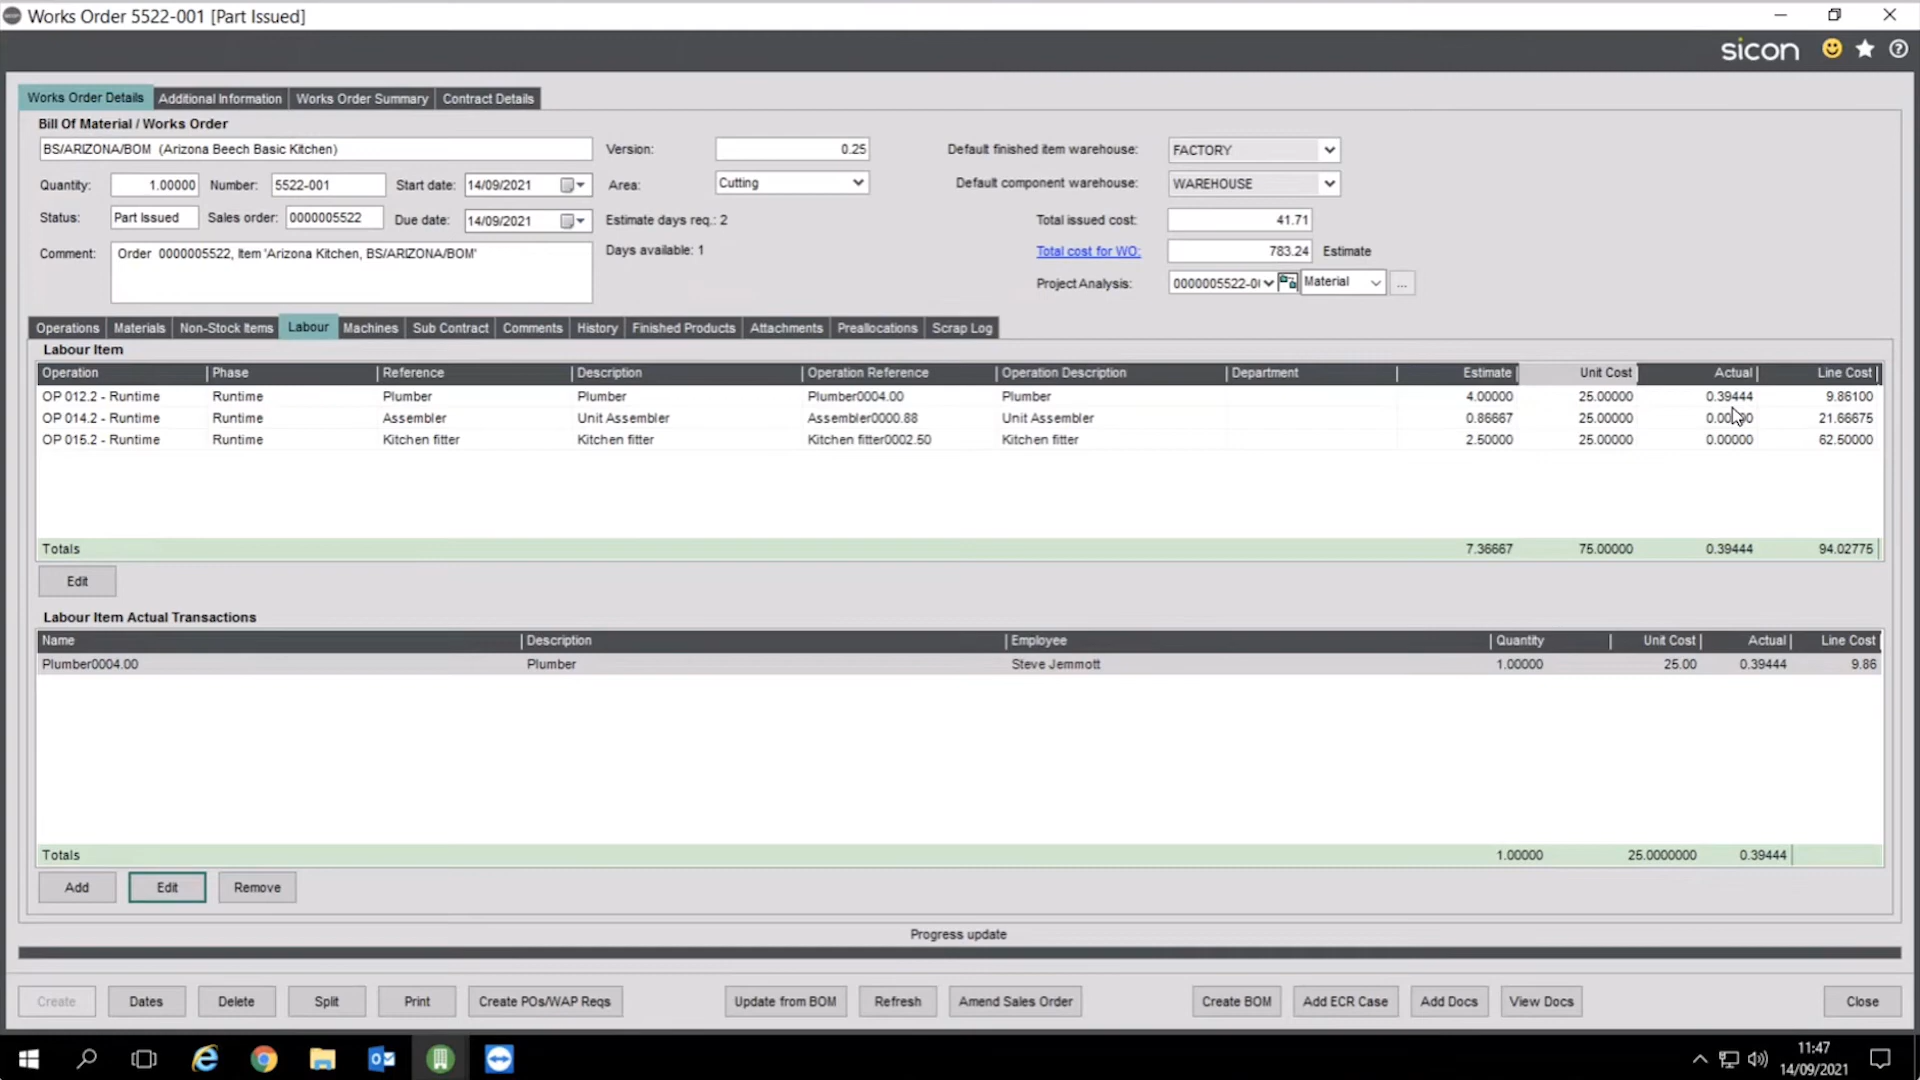 Works Order 5522-001 [Part Issued]
sicon
Works Order Details Additional Information Works Order Summary Contract Details
Bill Of Material / Works Order
BS/ARIZONA/BOM (Arizona Beech Basic Kitchen) Version: 0.25 Default finished item warehouse: FACTORY
Quantity: 1.00000 Number: 5522-001 Start date: 14/09/2021 Area: Cutting Default component warehouse: WAREHOUSE
Status: Part Issued Sales order: 0000005522 Due date: 14/09/2021 Estimate days req.: 2 Total issued cost: 41.71
Comment: Order 0000005522, Item 'Arizona Kitchen, BS/ARIZONA/BOM' Days available: 1 Total cost for WO: 783.24 Estimate
Project Analysis: Material ...
Operations Materials Non-Stock Items Labour Machines Sub Contract Comments History Finished Products Attachments Preallocations Scrap Log
Labour Item
Operation Phase Reference Description Operation Reference Operation Description Department Estimate Unit Cost Actual Line Cost
OP 012.2 - Runtime Runtime Plumber Plumber Plumber0004.00 Plumber 4.00000 25.00000 0.39444 9.86100
OP 014.2 - Runtime Runtime Assembler Unit Assembler Assembler0000.88 Unit Assembler 0.86667 25.00000 21.66675
OP 015.2 - Runtime Runtime Kitchen fitter Kitchen fitter Kitchen fitter0002.50 Kitchen fitter 2.50000 25.00000 0.00000 62.50000
Totals 7.36667 75.00000 0.39444 94.02775
Edit
Labour Item Actual Transactions
Name Description Employee Quantity Unit Cost Actual Line Cost
Plumber0004.00 Plumber Steve Jemmott 1.00000 25.00 0.39444 9.86
Totals 1.00000 25.0000000 0.39444
Add Edit Remove
Progress update
Create Dates Delete Split Print Create POs/WAP Reqs Update from BOM Refresh Amend Sales Order Create BOM Add ECR Case Add Docs View Docs Close
11:47
14/09/2021